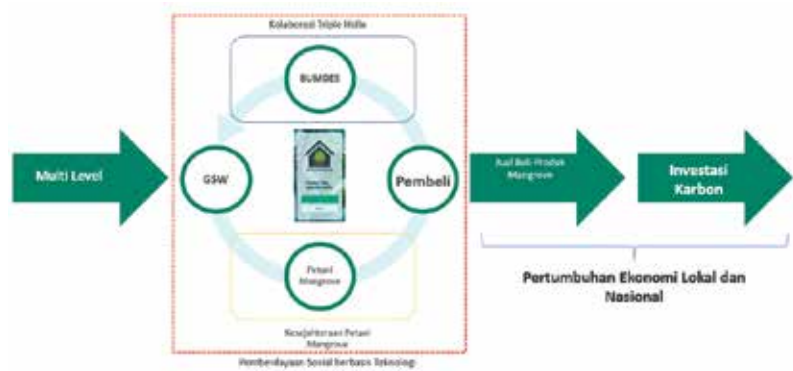 Kolaborasi Triple Helix
BUMDES
Multi Level
GSW
Pembeli
Jual Beli Produk
Mangrove
Investasi
Karbon
Petani
Mangrove
Pertumbuhan Ekonomi Lokal dan
Nasional
Kesejahteraan Petani
Mangrove
Pemberdayaan Sosial berbasis Teknologi